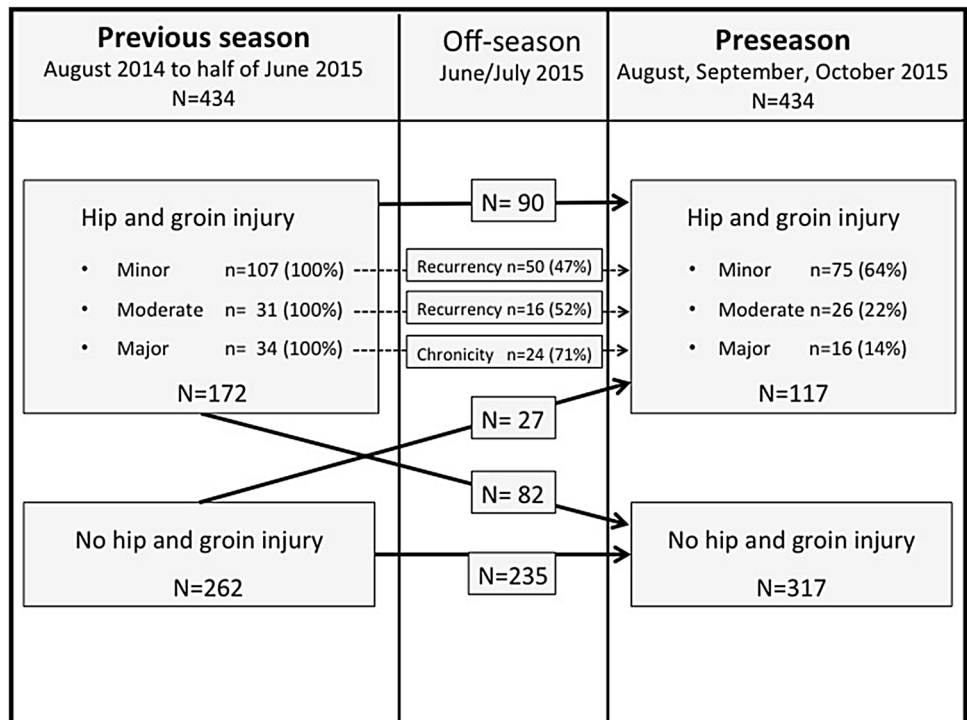 Previous season
August 2014 to half of June 2015
N=434
Off-season
June/July 2015
Preseason
August, September, October 2015
N=434
Hip and groin injury
• Minor n=107 (100%)
• Moderate n= 31 (100%)
• Major n= 34 (100%)
N=172
N= 90
Recurrency n=50 (47%)
Recurrency n=16 (52%)
Chronicity n=24 (71%)
N= 27
N= 82
N=235
Hip and groin injury
• Minor n=75 (64%)
• Moderate n=26 (22%)
• Major n=16 (14%)
N=117
No hip and groin injury
N=262
No hip and groin injury
N=317